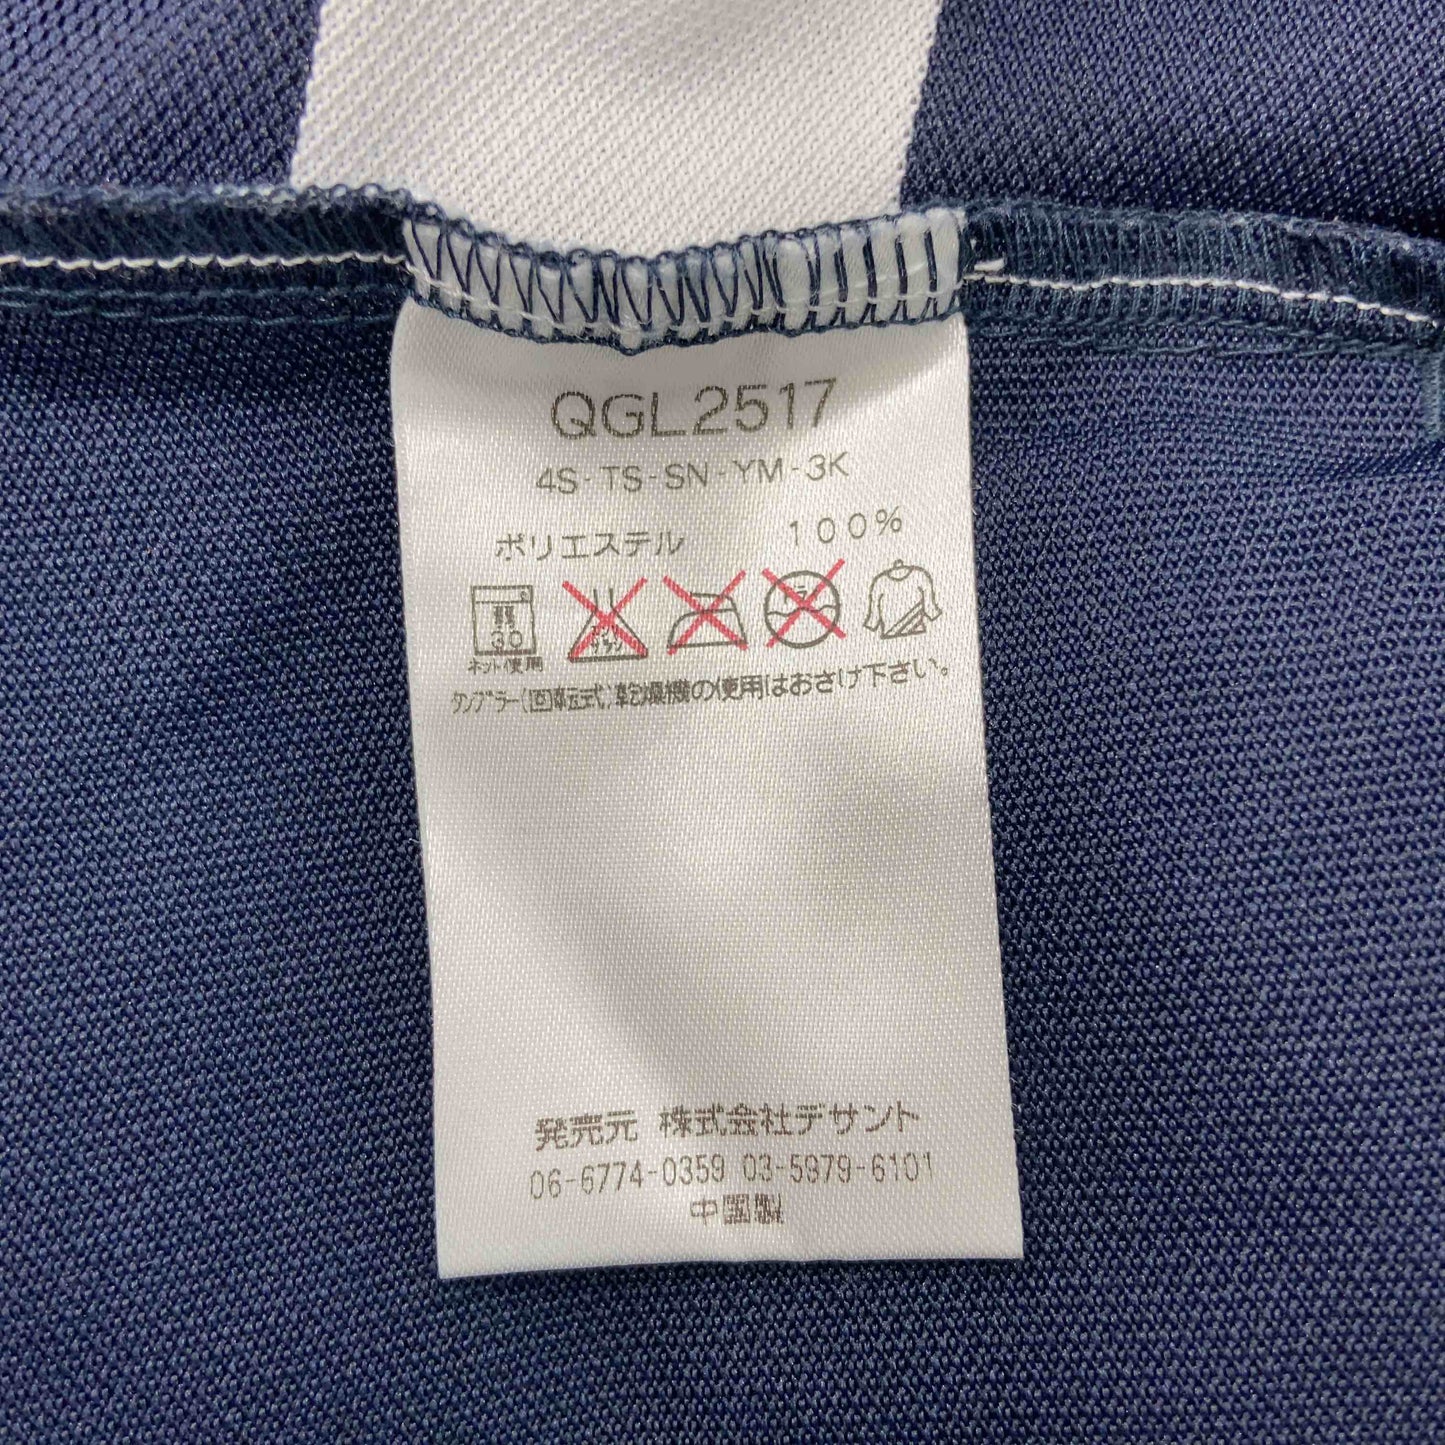 QGL2517
4S-TS-SN-YM-3K
ポリエステル 100%
30
ネット使用
タンブラー(回転式)乾燥機の使用はおさけ下さい。
発売元 株式会社デサント
06-6774-0359 03-5979-6101
中国製